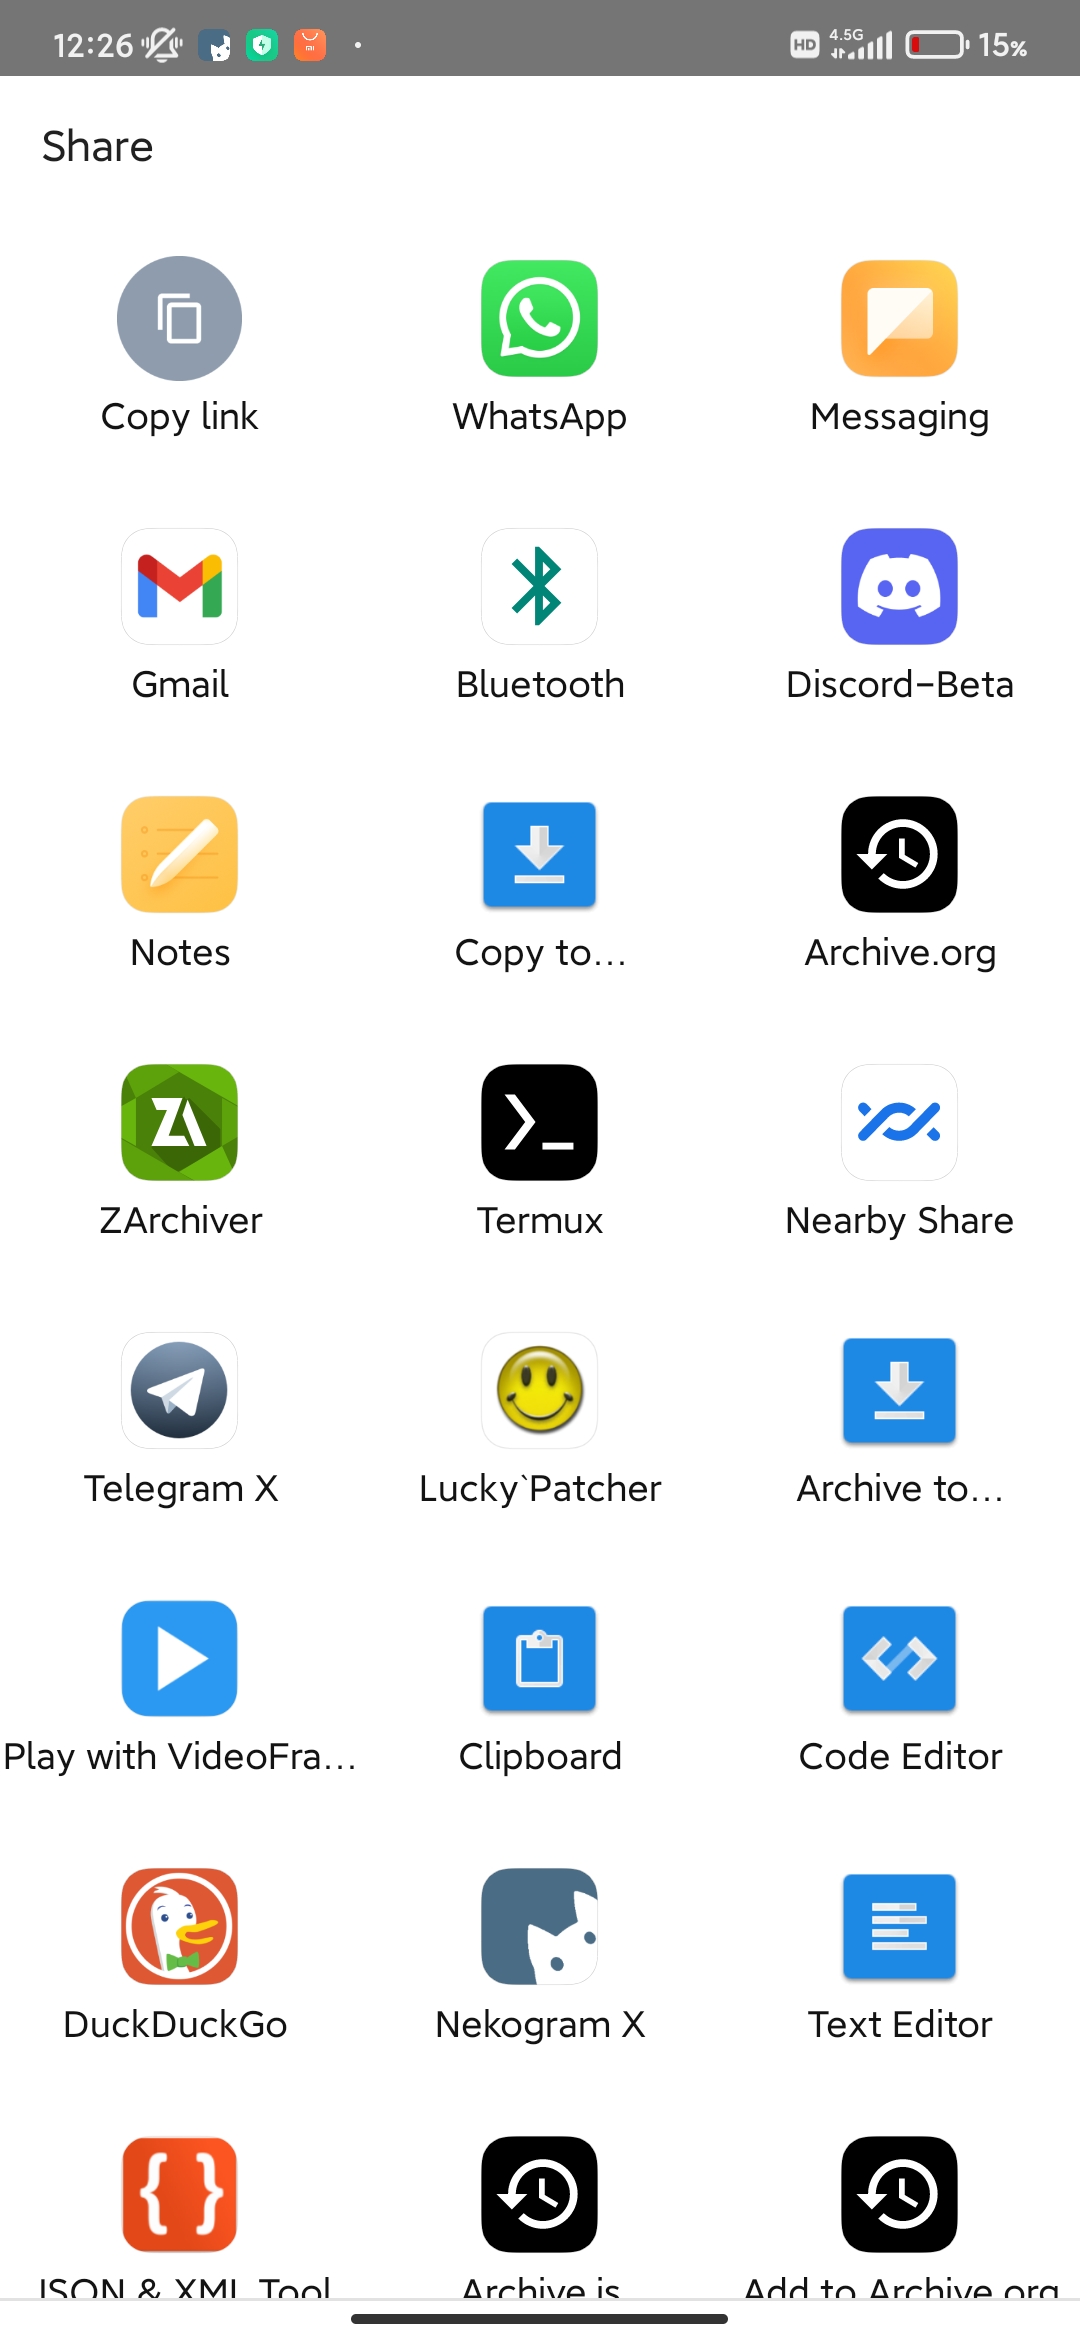 12:26 HD 4.5G 15%
Share
Copy link WhatsApp Messaging
Gmail Bluetooth Discord-Beta
Notes Copy to... Archive.org
ZArchiver Termux Nearby Share
Telegram X Lucky`Patcher Archive to...
Play with VideoFra... Clipboard Code Editor
DuckDuckGo Nekogram X Text Editor
JSON & XML Tool Archive.is Add to Archive.org